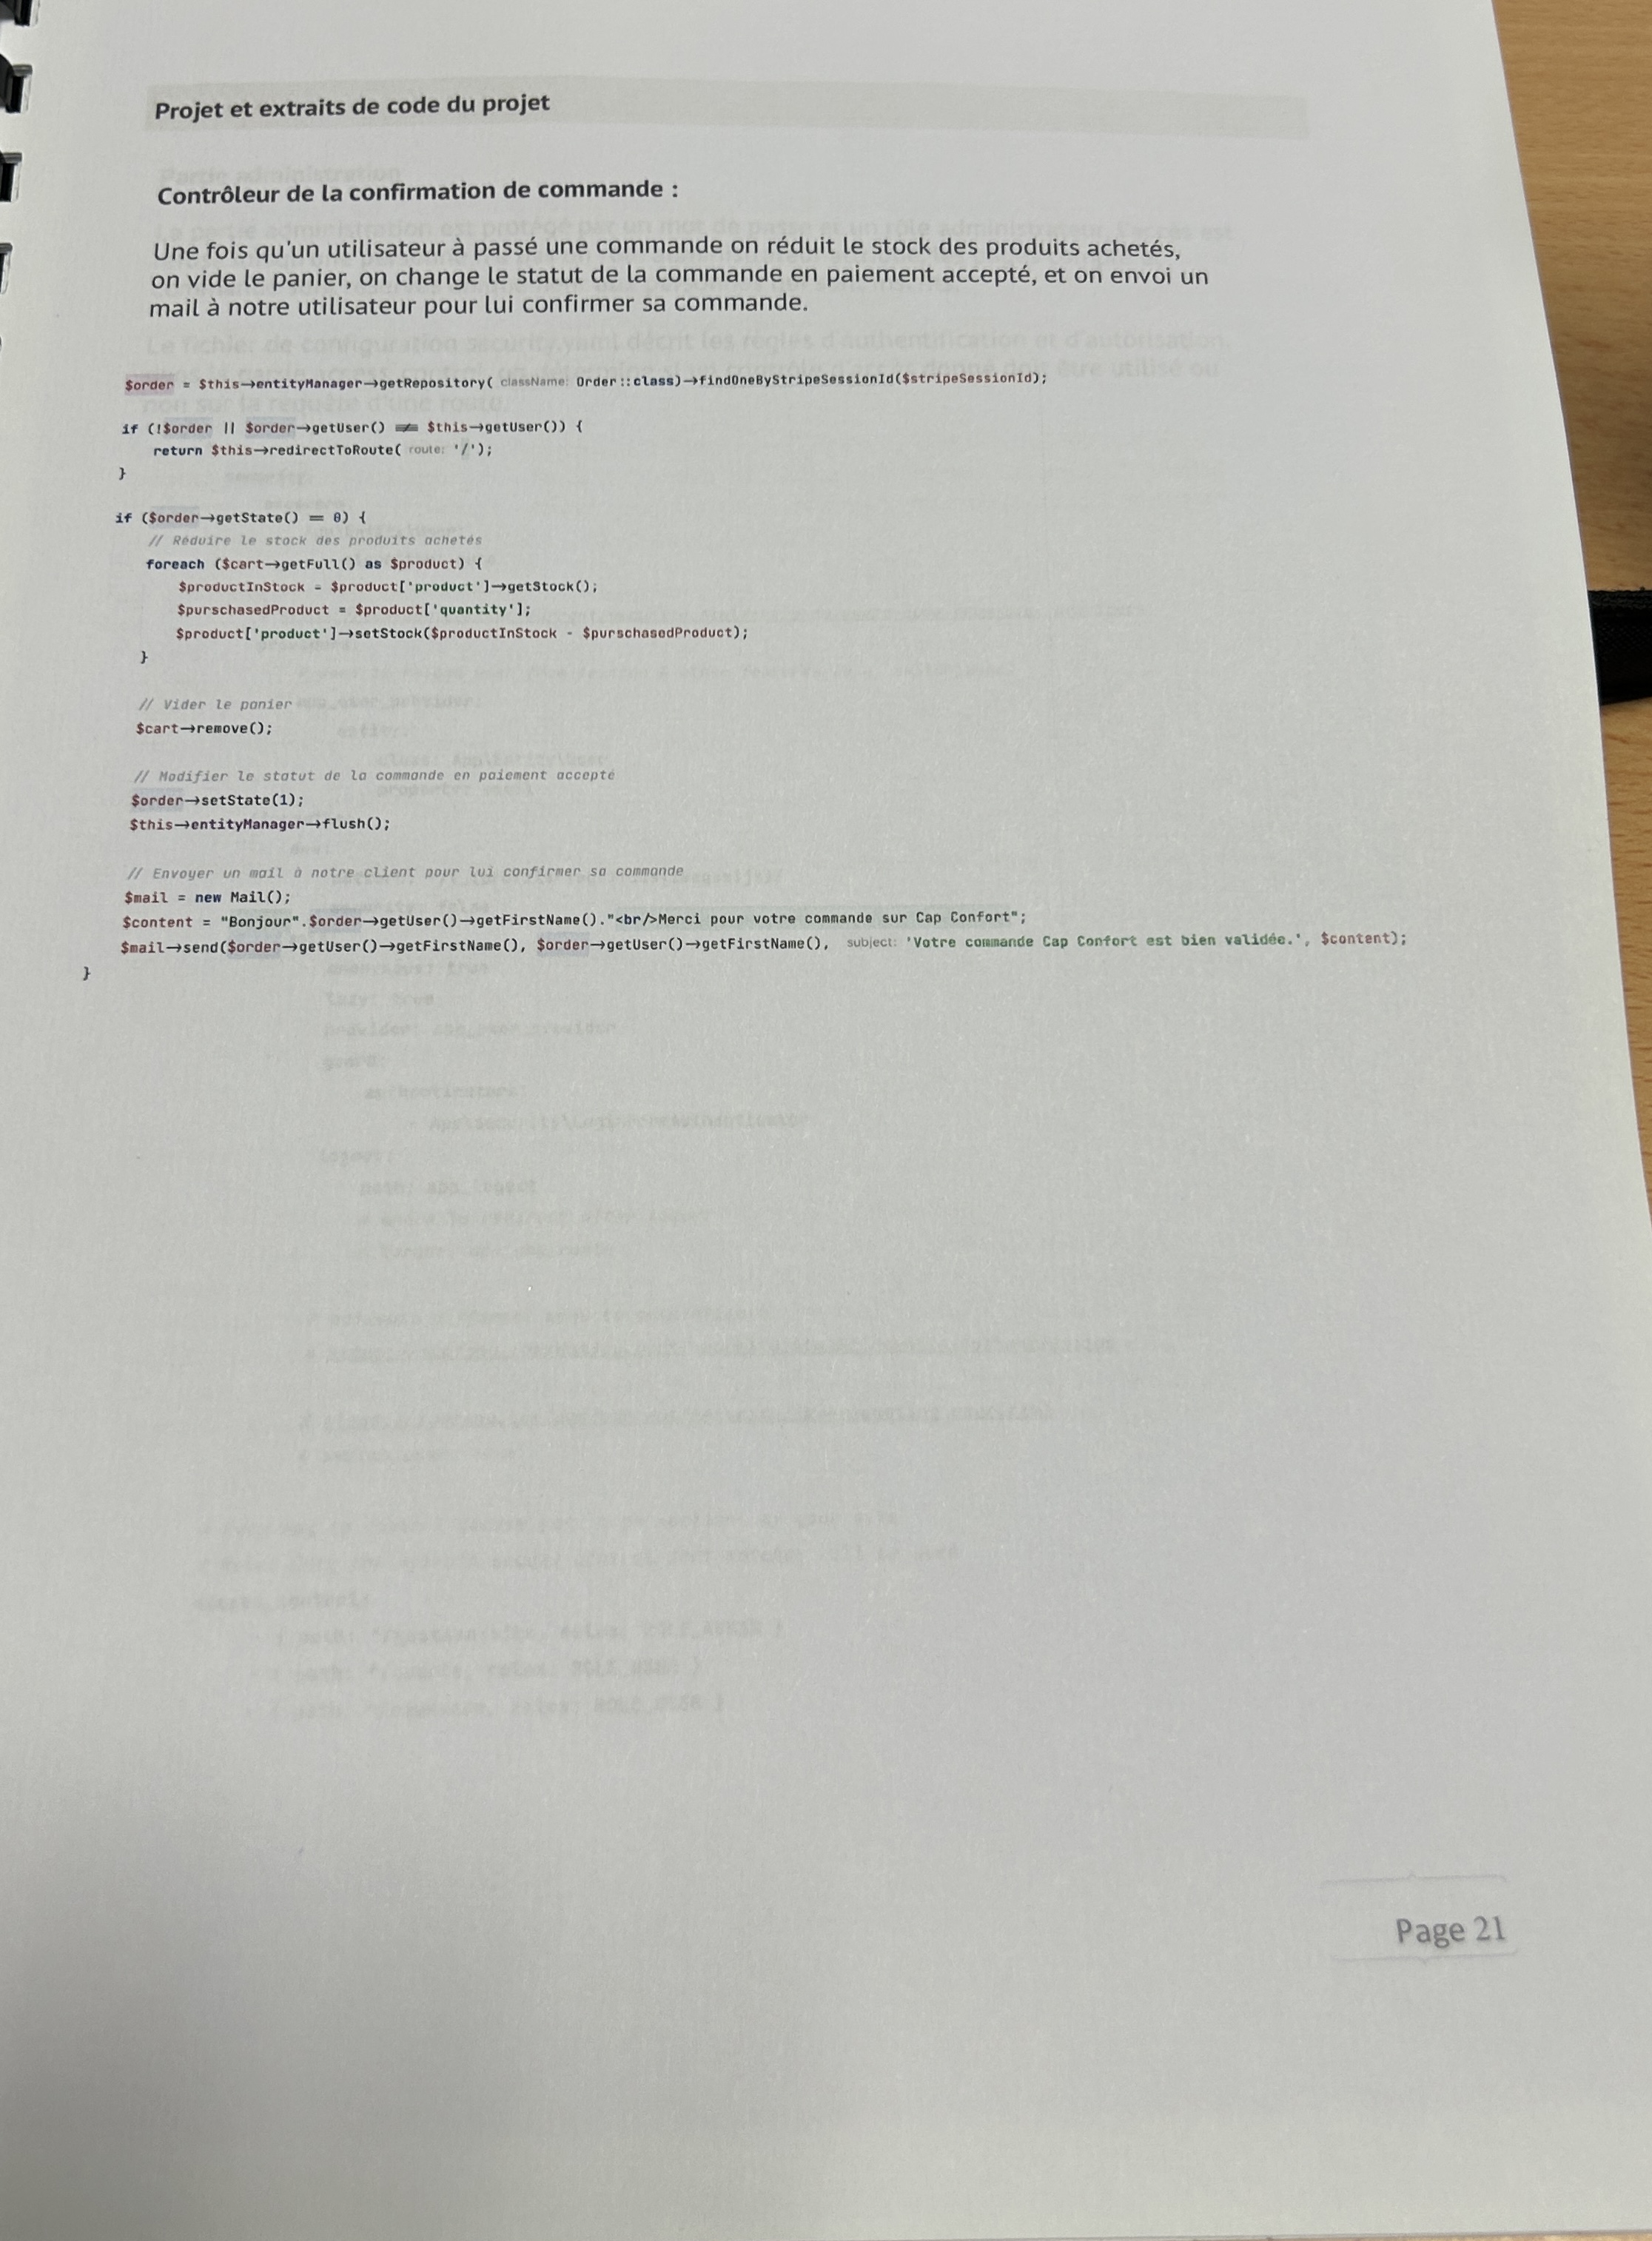 Projet et extraits de code du projet
Contrôleur de la confirmation de commande :
Une fois qu'un utilisateur à passé une commande on réduit le stock des produits achetés,
on vide le panier, on change le statut de la commande en paiement accepté, et on envoi un
mail à notre utilisateur pour lui confirmer sa commande.
$order = $this->entityManager->getRepository( className: Order::class)->findOneByStripeSessionId($stripeSessionId);
if (!$order || $order->getUser() !== $this->getUser()) {
return $this->redirectToRoute( route: '/');
}
if ($order->getState() == 0) {
// Réduire le stock des produits achetés
foreach ($cart->getFull() as $product) {
$productInStock = $product['product']->getStock();
$purschasedProduct = $product['quantity'];
$product['product']->setStock($productInStock - $purschasedProduct);
}
// Vider le panier
$cart->remove();
// Modifier le statut de la commande en paiement accepté
$order->setState(1);
$this->entityManager->flush();
// Envoyer un mail à notre client pour lui confirmer sa commande
$mail = new Mail();
$content = "Bonjour".$order->getUser()->getFirstName()."<br/>Merci pour votre commande sur Cap Confort";
$mail->send($order->getUser()->getFirstName(), $order->getUser()->getFirstName(), subject: 'Votre commande Cap Confort est bien validée.', $content);
}
Page 21